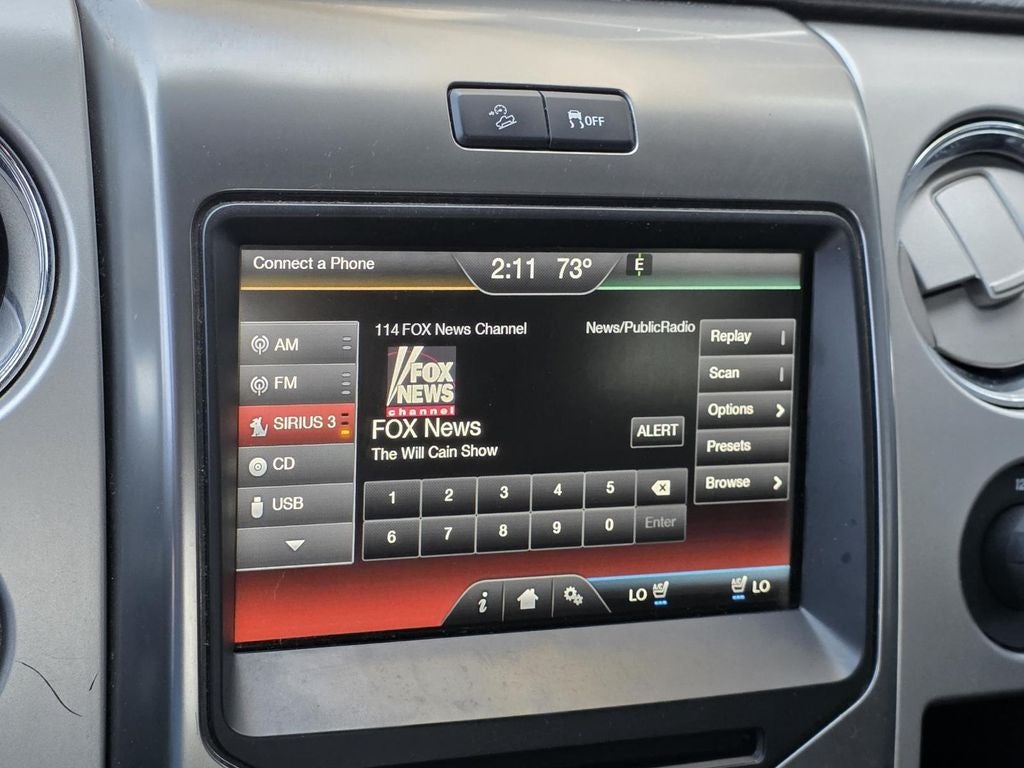 OFF
Connect a Phone
2:11 73°
E
114 FOX News Channel
News/PublicRadio
AM
FM
SIRIUS 3
CD
USB
FOX
NEWS
channel
FOX News
The Will Cain Show
ALERT
Replay
Scan
Options
Presets
Browse
1 2 3 4 5
6 7 8 9 0 Enter
i
LO A/C
A/C LO